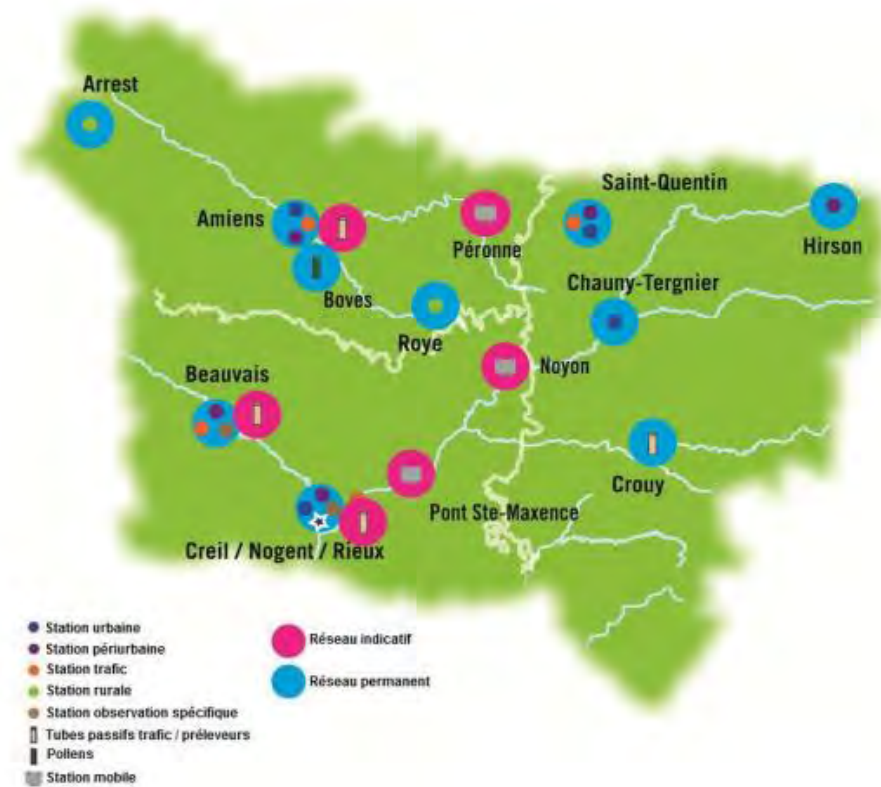 Arrest
Saint-Quentin
Amiens
Péronne
Hirson
Chauny-Tergnier
Boves
Roye
Noyon
Beauvais
Crouy
Pont Ste-Maxence
Creil / Nogent / Rieux
Station urbaine
Station périurbaine
Station trafic
Station rurale
Station observation spécifique
Tubes passifs trafic / préleveurs
Pollens
Station mobile
Réseau indicatif
Réseau permanent